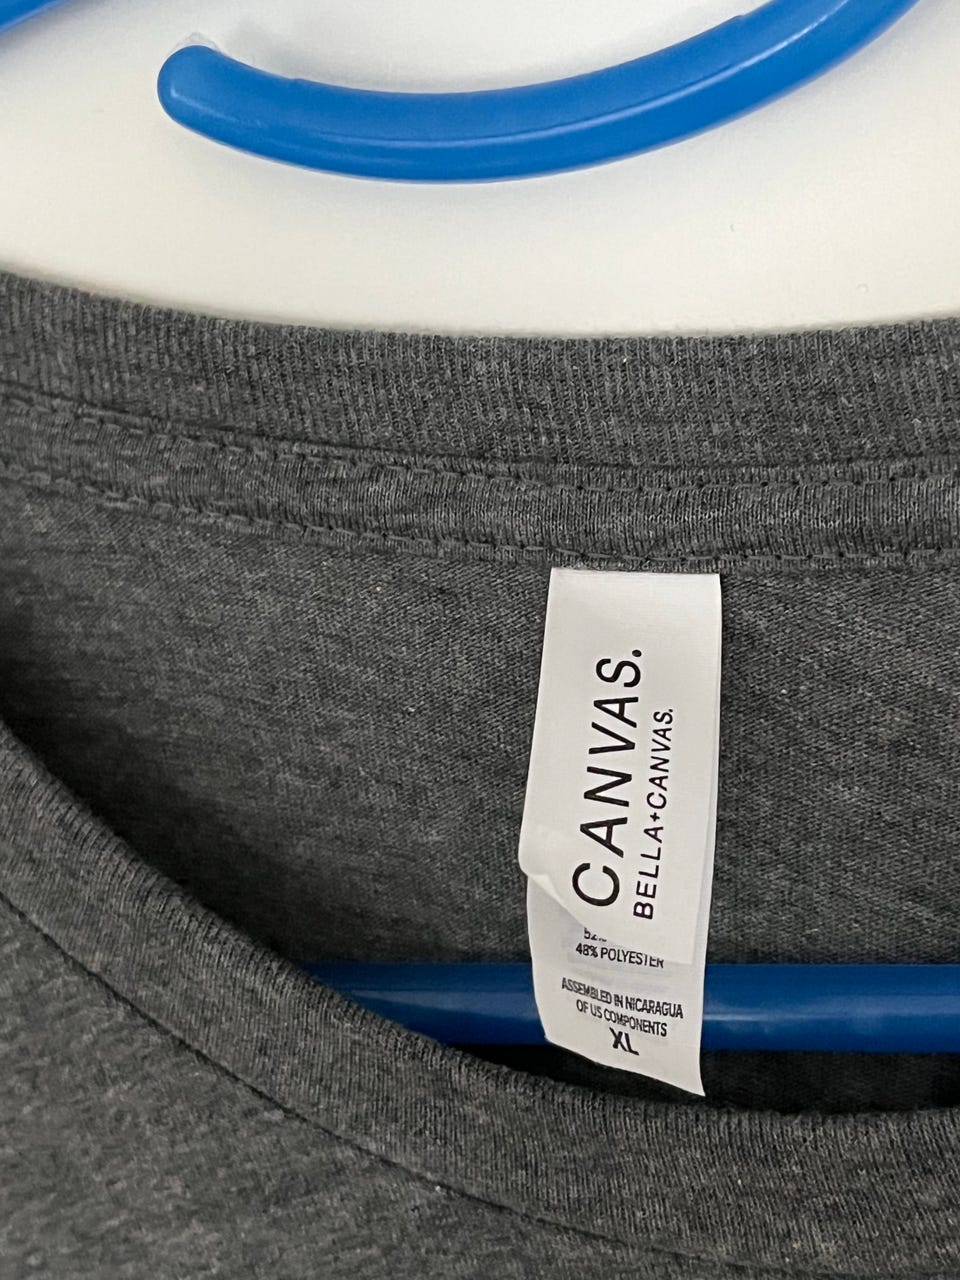 CANVAS.
BELLA+CANVAS.
48% POLYESTER
ASSEMBLED IN NICARAGUA
OF US COMPONENTS
XL